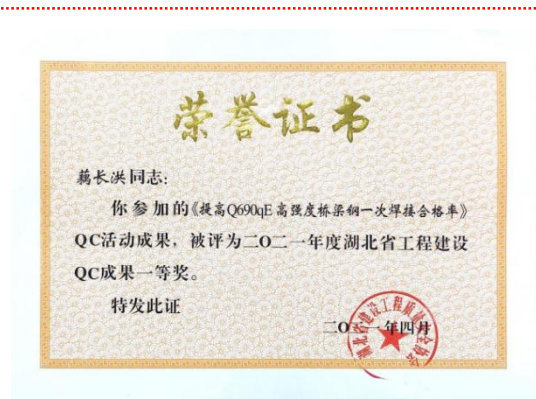 荣誉证书
藕长洪同志:
你参加的《提高Q690qE高强度桥梁钢一次焊接合格率》
QC活动成果，被评为二〇二一年度湖北省工程建设
QC成果一等奖。
特发此证
二〇二一年四月